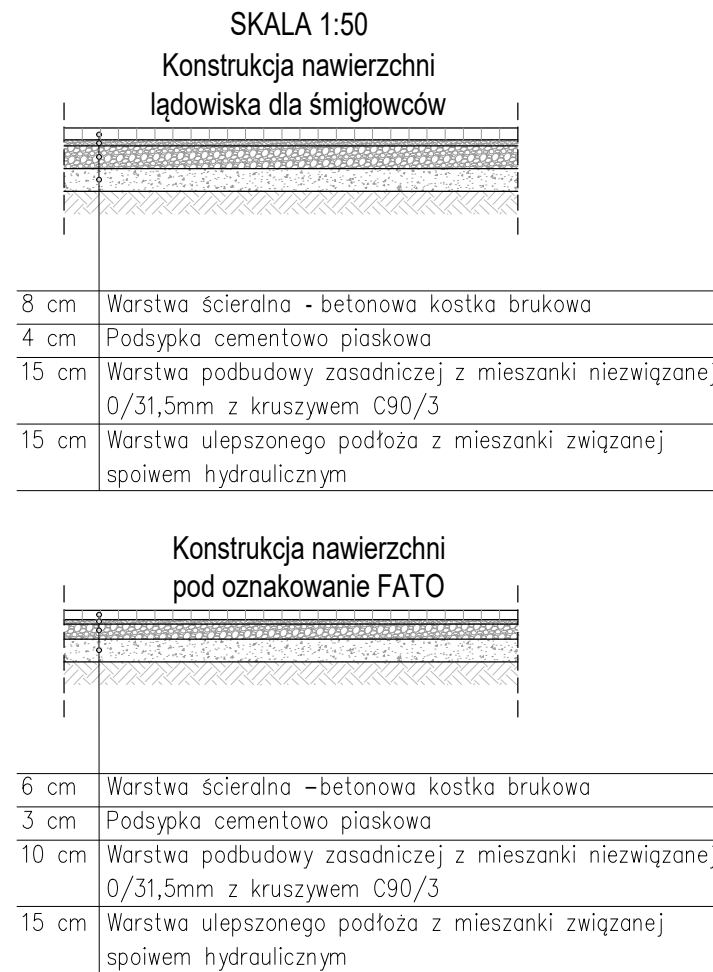 SKALA 1:50
Konstrukcja nawierzchni
lądowiska dla śmigłowców
8 cm Warstwa ścieralna - betonowa kostka brukowa
4 cm Podsypka cementowo piaskowa
15 cm Warstwa podbudowy zasadniczej z mieszanki niezwiązanej
0/31,5mm z kruszywem C90/3
15 cm Warstwa ulepszonego podłoża z mieszanki związanej
spoiwem hydraulicznym
Konstrukcja nawierzchni
pod oznakowanie FATO
6 cm Warstwa ścieralna –betonowa kostka brukowa
3 cm Podsypka cementowo piaskowa
10 cm Warstwa podbudowy zasadniczej z mieszanki niezwiązanej
0/31,5mm z kruszywem C90/3
15 cm Warstwa ulepszonego podłoża z mieszanki związanej
spoiwem hydraulicznym